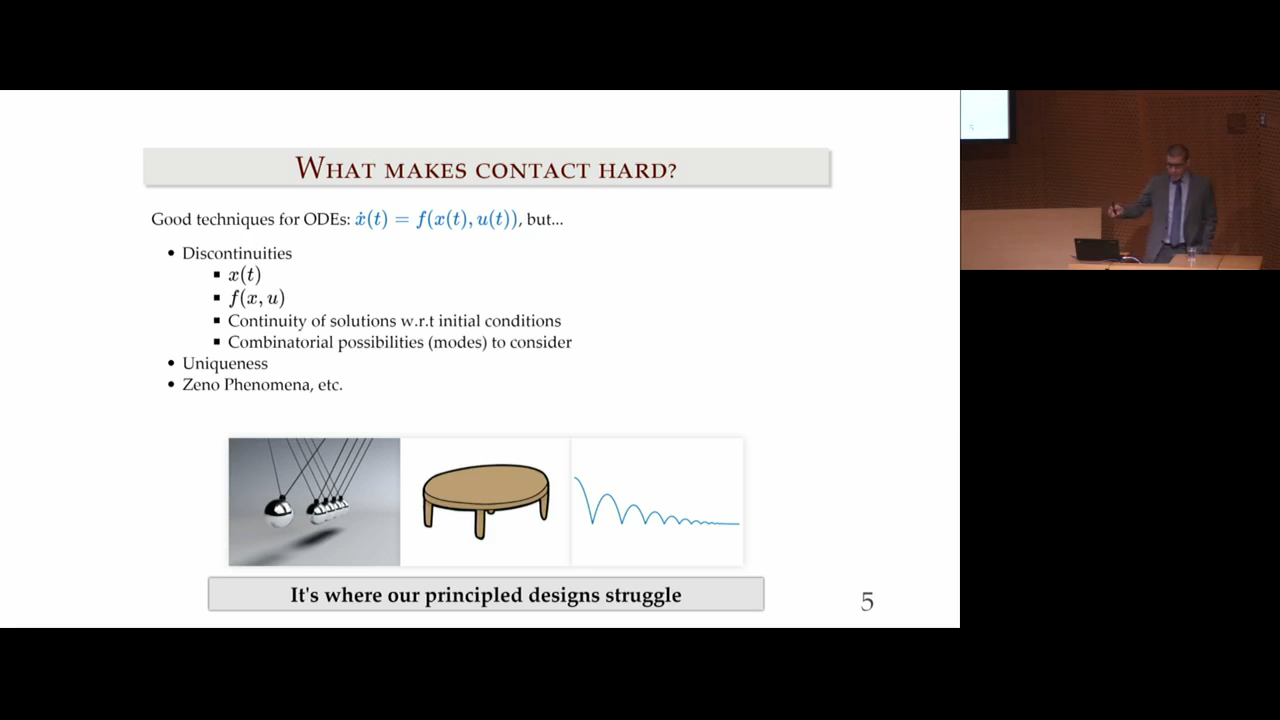 WHAT MAKES CONTACT HARD?
Good techniques for ODEs: ẋ(t) = f(x(t), u(t)), but...
• Discontinuities
▪ x(t)
▪ f(x, u)
▪ Continuity of solutions w.r.t initial conditions
▪ Combinatorial possibilities (modes) to consider
• Uniqueness
• Zeno Phenomena, etc.
It's where our principled designs struggle
5
5